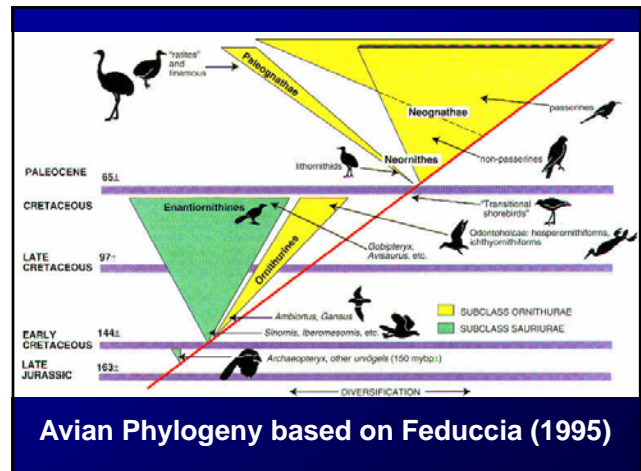 "ratites"
and
tinamous
Paleognathae
Neognathae
passerines
lithornithids
Neornithes
non-passerines
PALEOCENE
65±
CRETACEOUS
Enantiornithines
"Transitional
shorebirds"
Odontoholcae: hesperornithiforms,
ichthyornithiforms
Gobipteryx,
Avisaurus, etc.
Ornithurines
LATE
CRETACEOUS
97±
Ambiortus, Gansus
SUBCLASS ORNITHURAE
SUBCLASS SAURIURAE
Sinornis, Iberomesornis, etc.
EARLY
CRETACEOUS
144±
Archaeopteryx, other urvögels (150 mybp±)
LATE
JURASSIC
163±
DIVERSIFICATION
Avian Phylogeny based on Feduccia (1995)